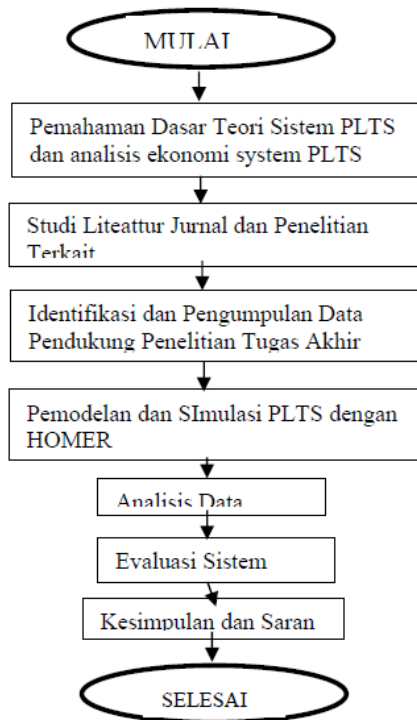 MULAI
Pemahaman Dasar Teori Sistem PLTS
dan analisis ekonomi system PLTS
Studi Liteattur Jurnal dan Penelitian
Terkait
Identifikasi dan Pengumpulan Data
Pendukung Penelitian Tugas Akhir
Pemodelan dan SImulasi PLTS dengan
HOMER
Analisis Data
Evaluasi Sistem
Kesimpulan dan Saran
SELESAI